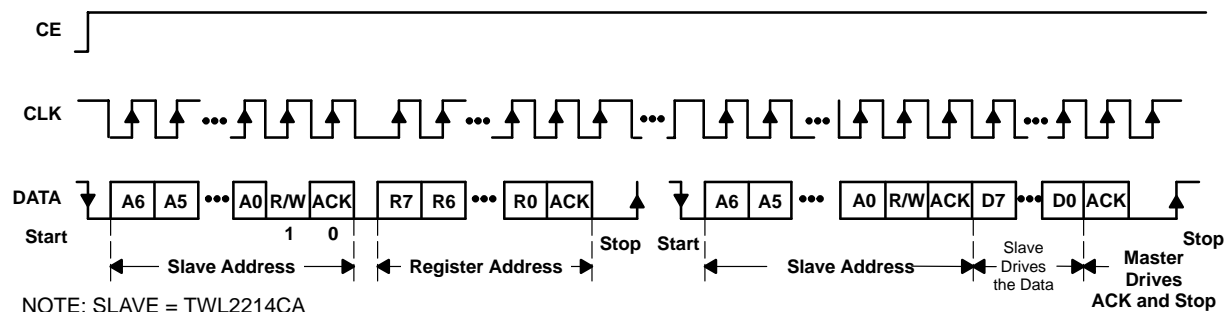 CE
CLK
DATA A6 A5 ••• A0 R/W ACK R7 R6 ••• R0 ACK A6 A5 ••• A0 R/W ACK D7 ••• D0 ACK
Start 1 0 Stop Start Stop
Slave Address Register Address Slave Address Slave Drives the Data Master Drives ACK and Stop
NOTE: SLAVE = TWL2214CA